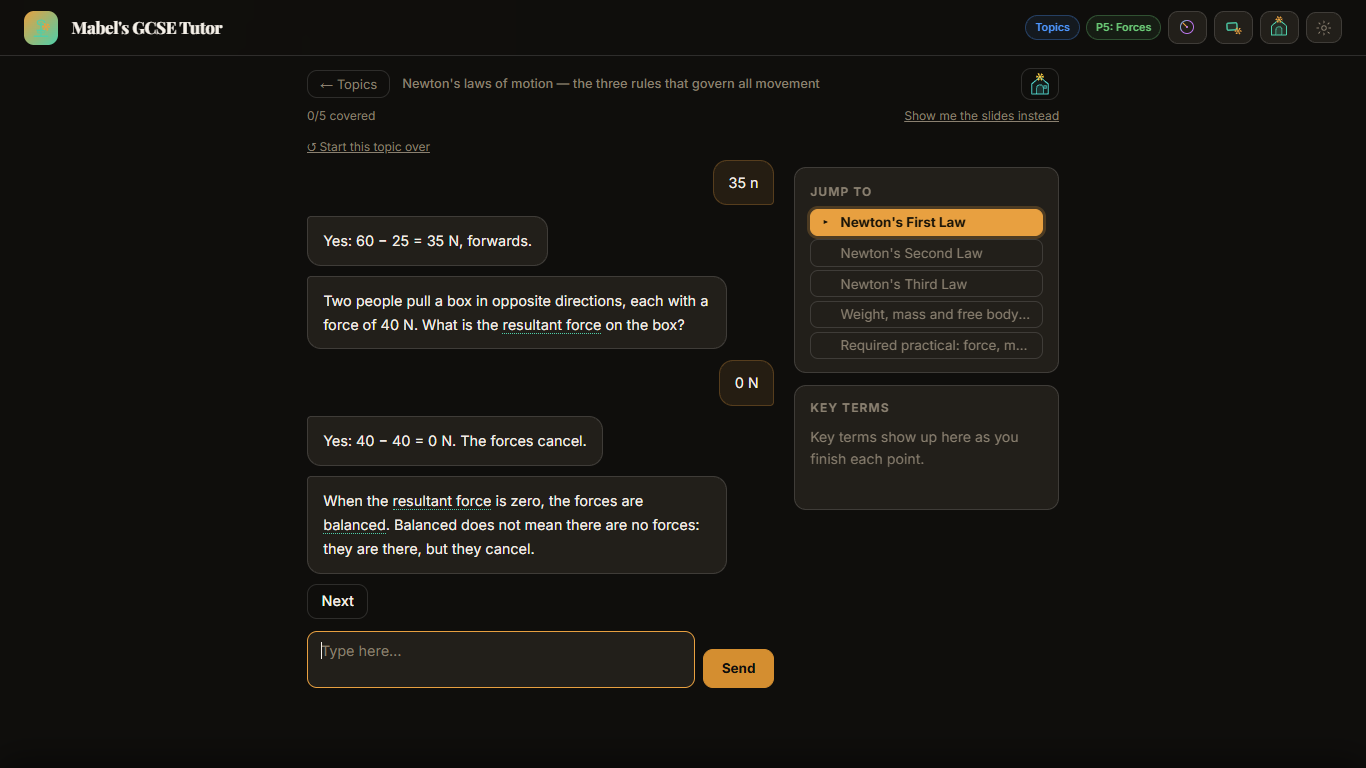 Mabel's GCSE Tutor
Topics
P5: Forces
← Topics
Newton's laws of motion — the three rules that govern all movement
0/5 covered
Show me the slides instead
↺ Start this topic over
35 n
Yes: 60 − 25 = 35 N, forwards.
Two people pull a box in opposite directions, each with a
force of 40 N. What is the resultant force on the box?
0 N
Yes: 40 − 40 = 0 N. The forces cancel.
When the resultant force is zero, the forces are
balanced. Balanced does not mean there are no forces:
they are there, but they cancel.
Next
Type here...
Send
JUMP TO
▸ Newton's First Law
Newton's Second Law
Newton's Third Law
Weight, mass and free body...
Required practical: force, m...
KEY TERMS
Key terms show up here as you
finish each point.